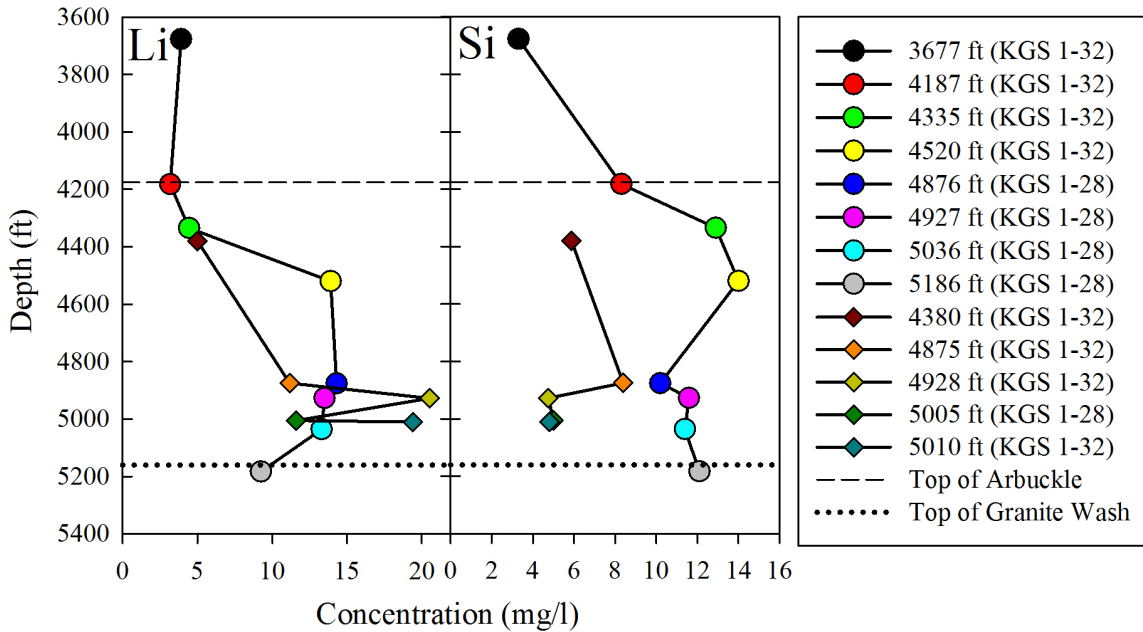 Li
Si
3600
3800
4000
4200
4400
4600
4800
5000
5200
5400
Depth (ft)
0 5 10 15 20
0 2 4 6 8 10 12 14 16
Concentration (mg/l)
3677 ft (KGS 1-32)
4187 ft (KGS 1-32)
4335 ft (KGS 1-32)
4520 ft (KGS 1-32)
4876 ft (KGS 1-28)
4927 ft (KGS 1-28)
5036 ft (KGS 1-28)
5186 ft (KGS 1-28)
4380 ft (KGS 1-32)
4875 ft (KGS 1-32)
4928 ft (KGS 1-32)
5005 ft (KGS 1-28)
5010 ft (KGS 1-32)
Top of Arbuckle
Top of Granite Wash